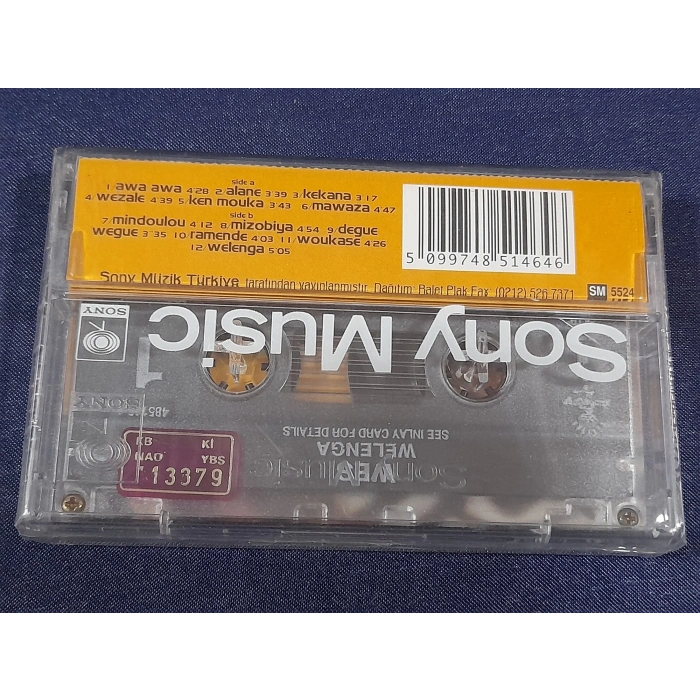 side a
1/awa awa 4:28 2/alane 3:39 3/kekana 3:17
4/wezale 4:39 5/ken mouka 3:43 6/mawaza 4:47
side b
7/mindoulou 4:12 8/mizobiya 4:54 9/degue
wegue 3:35 10/ramende 4:03 11/woukase 4:26
12/welenga 5:05
5 099748 514646
Sony Müzik Türkiye tarafından yayınlanmıştır. Dağıtım: Balet Plak Fax: (0212) 526 7371
SM 5524
Sony Music
SONY
1
SONY
SEE INLAY CARD FOR DETAILS
WELENGA
WES
Sony Music
KB KI
NAO YBS
13379